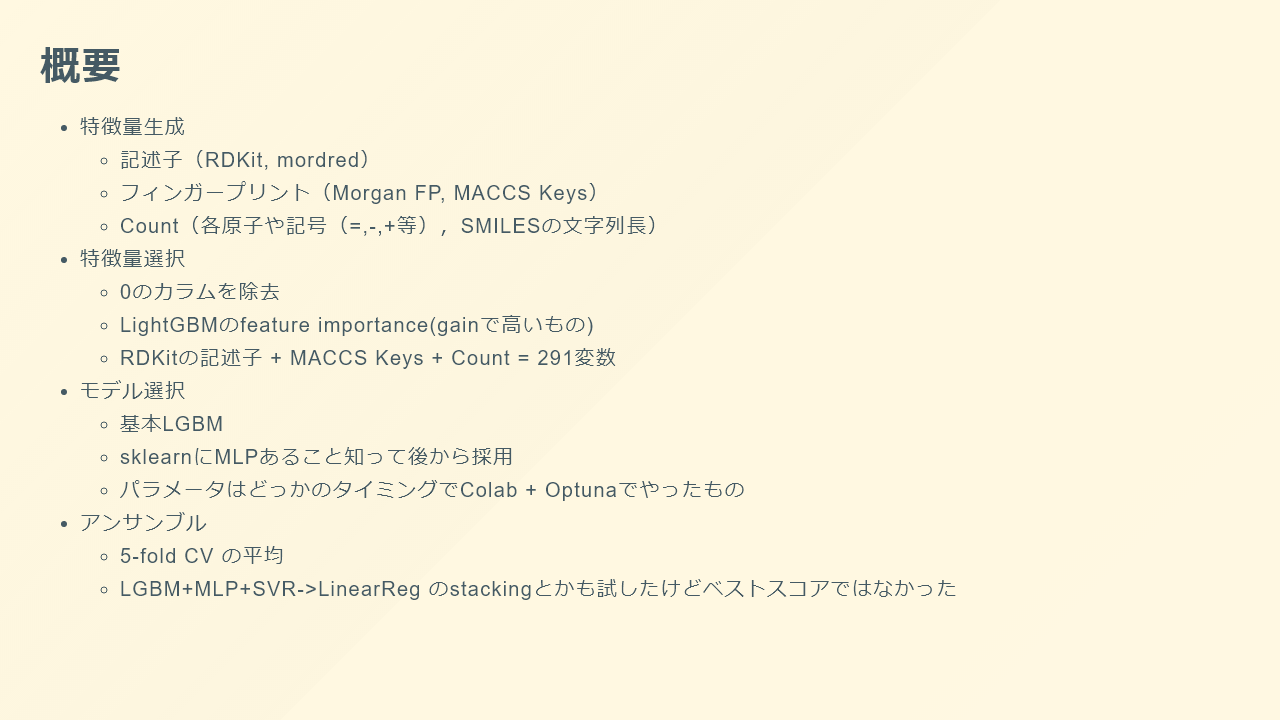 概要
特徴量生成
記述子（RDKit, mordred）
フィンガープリント（Morgan FP, MACCS Keys）
Count（各原子や記号（=,-,+等）, SMILESの文字列長）
特徴量選択
0のカラムを除去
LightGBMのfeature importance(gainで高いもの)
RDKitの記述子 + MACCS Keys + Count = 291変数
モデル選択
基本LGBM
sklearnにMLPあること知って後から採用
パラメータはどっかのタイミングでColab + Optunaでやったもの
アンサンブル
5-fold CV の平均
LGBM+MLP+SVR->LinearReg のstackingとかも試したけどベストスコアではなかった